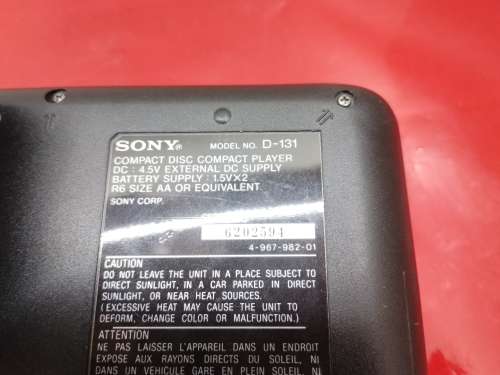 SONY® MODEL NO. D-131
COMPACT DISC COMPACT PLAYER
DC : 4.5V EXTERNAL DC SUPPLY
BATTERY SUPPLY : 1.5V×2
R6 SIZE AA OR EQUIVALENT
SONY CORP.
6202594
4-967-982-01
CAUTION
DO NOT LEAVE THE UNIT IN A PLACE SUBJECT TO
DIRECT SUNLIGHT, IN A CAR PARKED IN DIRECT
SUNLIGHT, OR NEAR HEAT SOURCES.
(EXCESSIVE HEAT MAY CAUSE THE UNIT TO
DEFORM, CHANGE COLOR OR MALFUNCTION.)
ATTENTION
NE PAS LAISSER L'APPAREIL DANS UN ENDROIT
EXPOSE AUX RAYONS DIRECTS DU SOLEIL, NI
DANS UN VEHICULE GARE EN PLEIN SOLEIL, NI